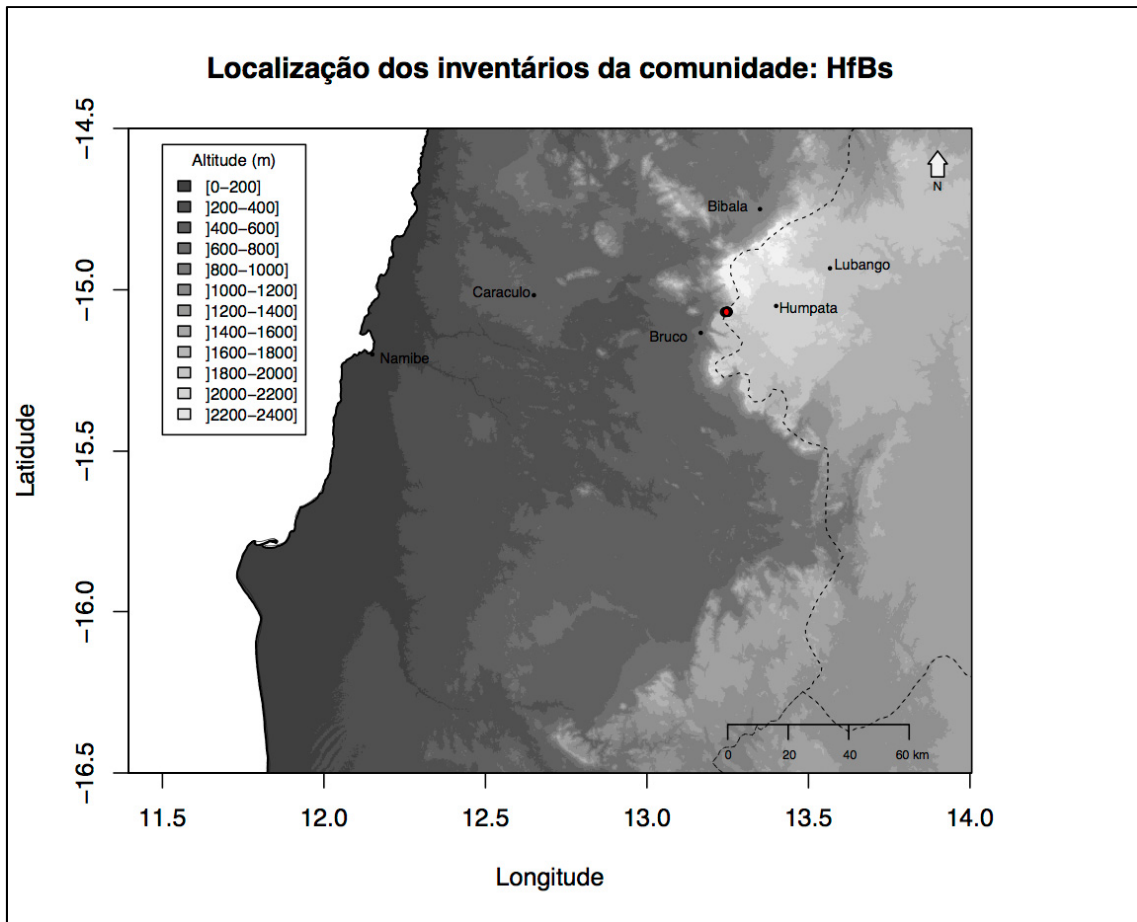 Localização dos inventários da comunidade: HfBs
Altitude (m)
[0−200]
]200−400]
]400−600]
]600−800]
]800−1000]
]1000−1200]
]1200−1400]
]1400−1600]
]1600−1800]
]1800−2000]
]2000−2200]
]2200−2400]
N
Bibala
Lubango
Caraculo
Humpata
Bruco
Namibe
0 20 40 60 km
−14.5
−15.0
−15.5
−16.0
−16.5
Latidude
11.5 12.0 12.5 13.0 13.5 14.0
Longitude